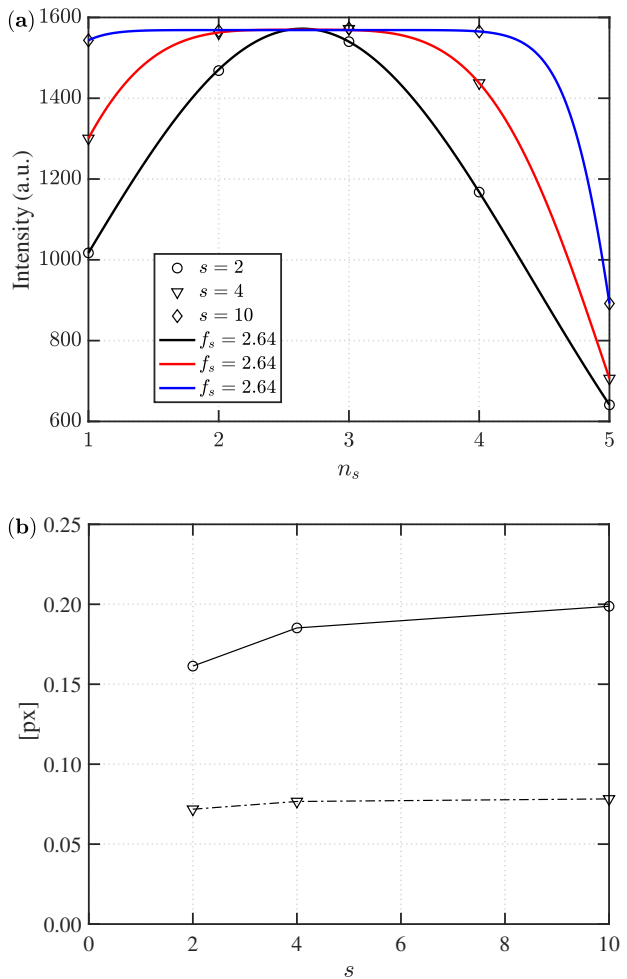 (a)
1600
1400
1200
1000
800
600
Intensity (a.u.)
s = 2
s = 4
s = 10
f_s = 2.64
f_s = 2.64
f_s = 2.64
1 2 3 4 5
n_s
(b)
0.25
0.20
0.15
0.10
0.05
0.00
[px]
0 2 4 6 8 10
s